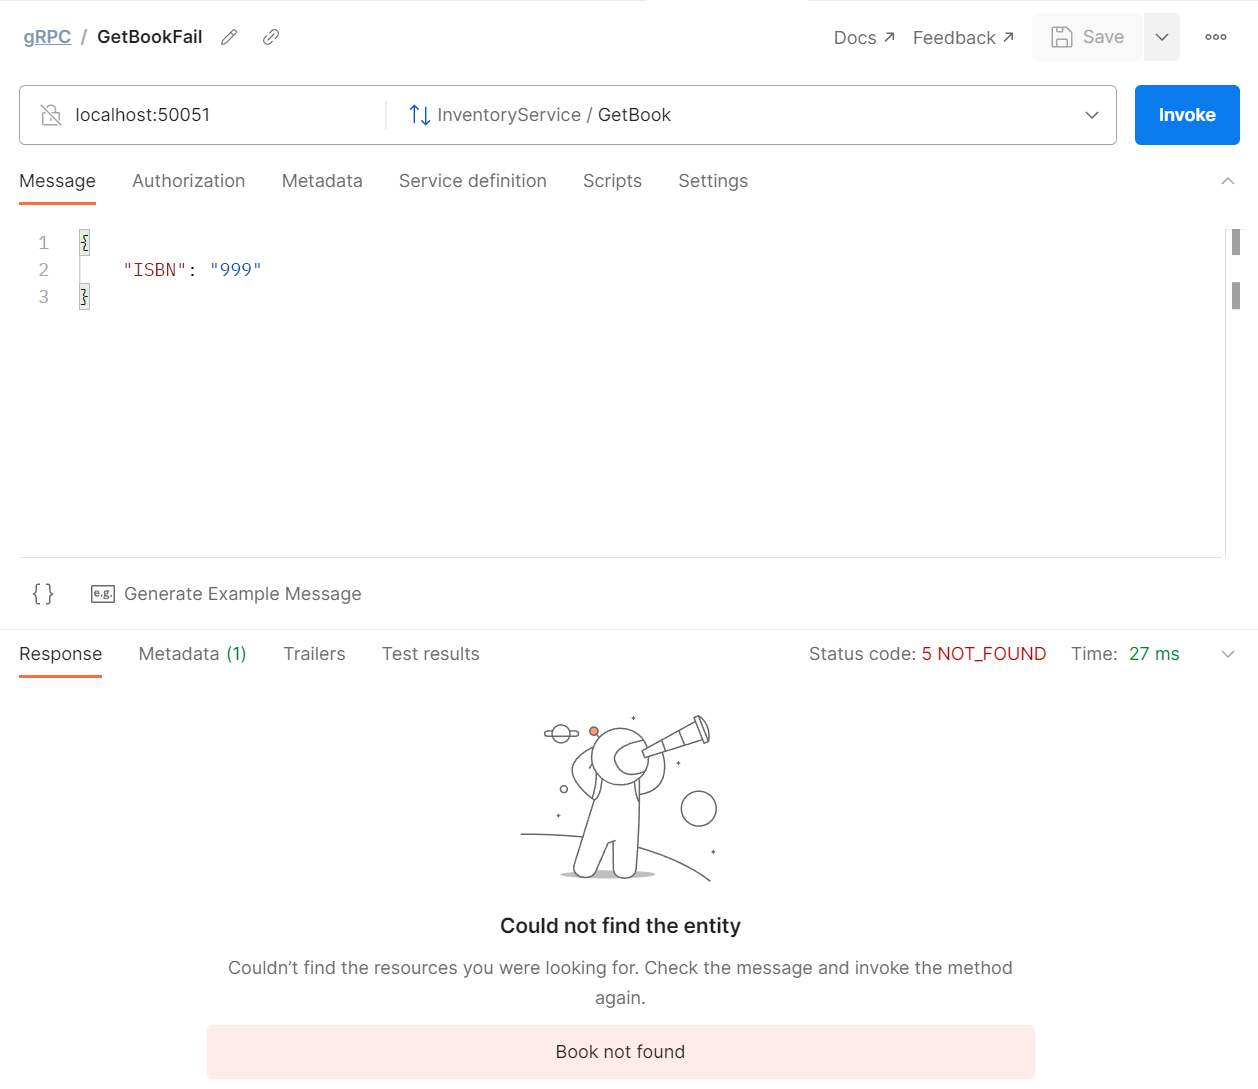 gRPC / GetBookFail
Docs ↗ Feedback ↗ Save
localhost:50051 InventoryService / GetBook Invoke
Message Authorization Metadata Service definition Scripts Settings
1 {
2 "ISBN": "999"
3 }
{} e.g. Generate Example Message
Response Metadata (1) Trailers Test results Status code: 5 NOT_FOUND Time: 27 ms
Could not find the entity
Couldn’t find the resources you were looking for. Check the message and invoke the method
again.
Book not found